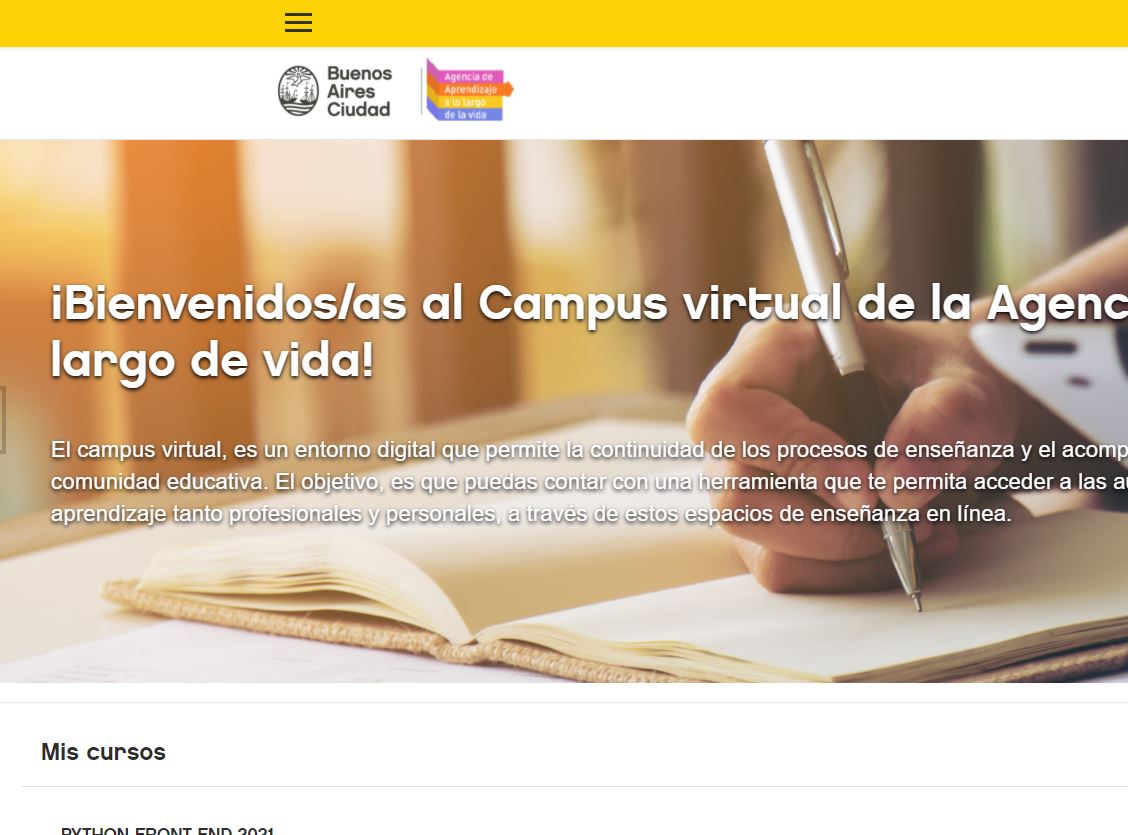 Buenos
Aires
Ciudad
Agencia de
Aprendizaje
a lo largo
de la vida
¡Bienvenidos/as al Campus virtual de la Agenc
largo de vida!
El campus virtual, es un entorno digital que permite la continuidad de los procesos de enseñanza y el acomp
comunidad educativa. El objetivo, es que puedas contar con una herramienta que te permita acceder a las au
aprendizaje tanto profesionales y personales, a través de estos espacios de enseñanza en línea.
Mis cursos
PYTHON FRONT END 2021